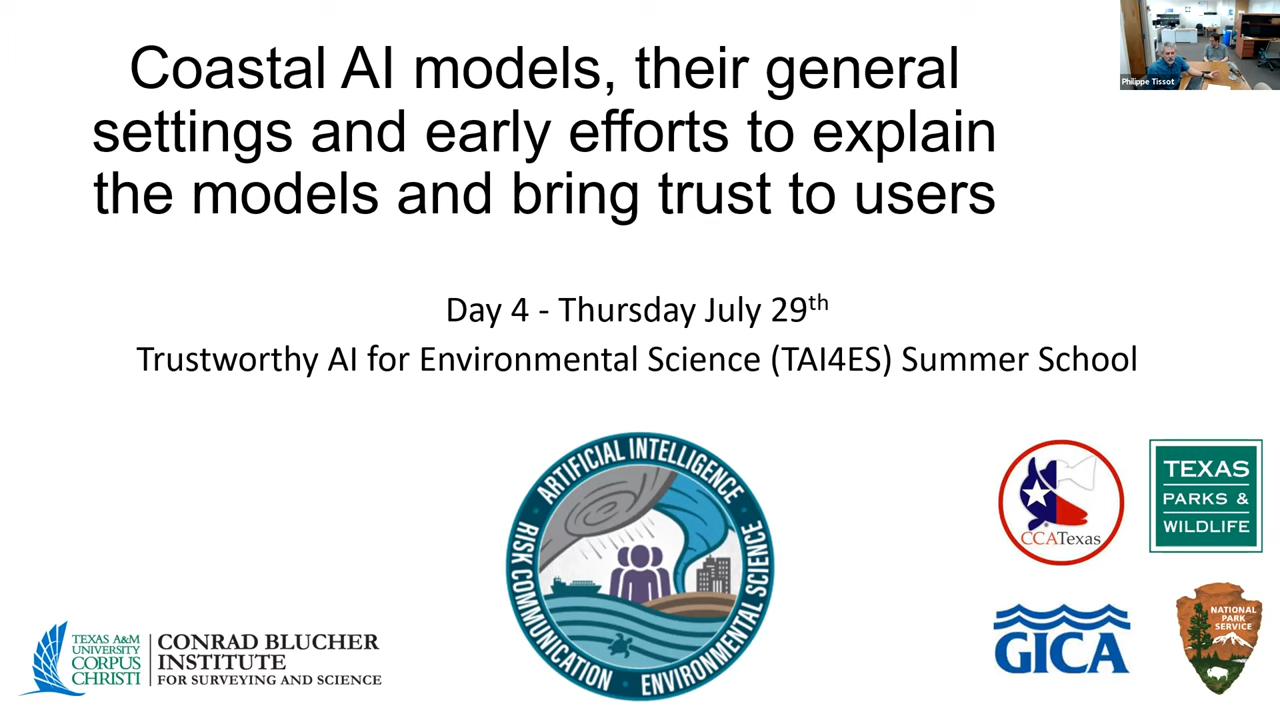 Coastal AI models, their general
settings and early efforts to explain
the models and bring trust to users
Philippe Tissot
Day 4 - Thursday July 29th
Trustworthy AI for Environmental Science (TAI4ES) Summer School
ARTIFICIAL INTELLIGENCE
RISK COMMUNICATION
ENVIRONMENTAL SCIENCE
CCATexas
TEXAS
PARKS &
WILDLIFE
GICA
NATIONAL
PARK
SERVICE
TEXAS A&M
UNIVERSITY
CORPUS
CHRISTI
CONRAD BLUCHER
INSTITUTE
FOR SURVEYING AND SCIENCE